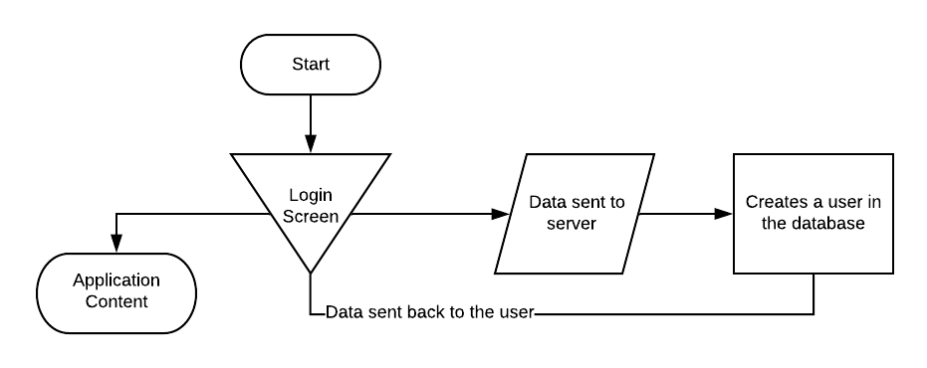 Start
Login
Screen
Data sent to
server
Creates a user in
the database
Application
Content
Data sent back to the user